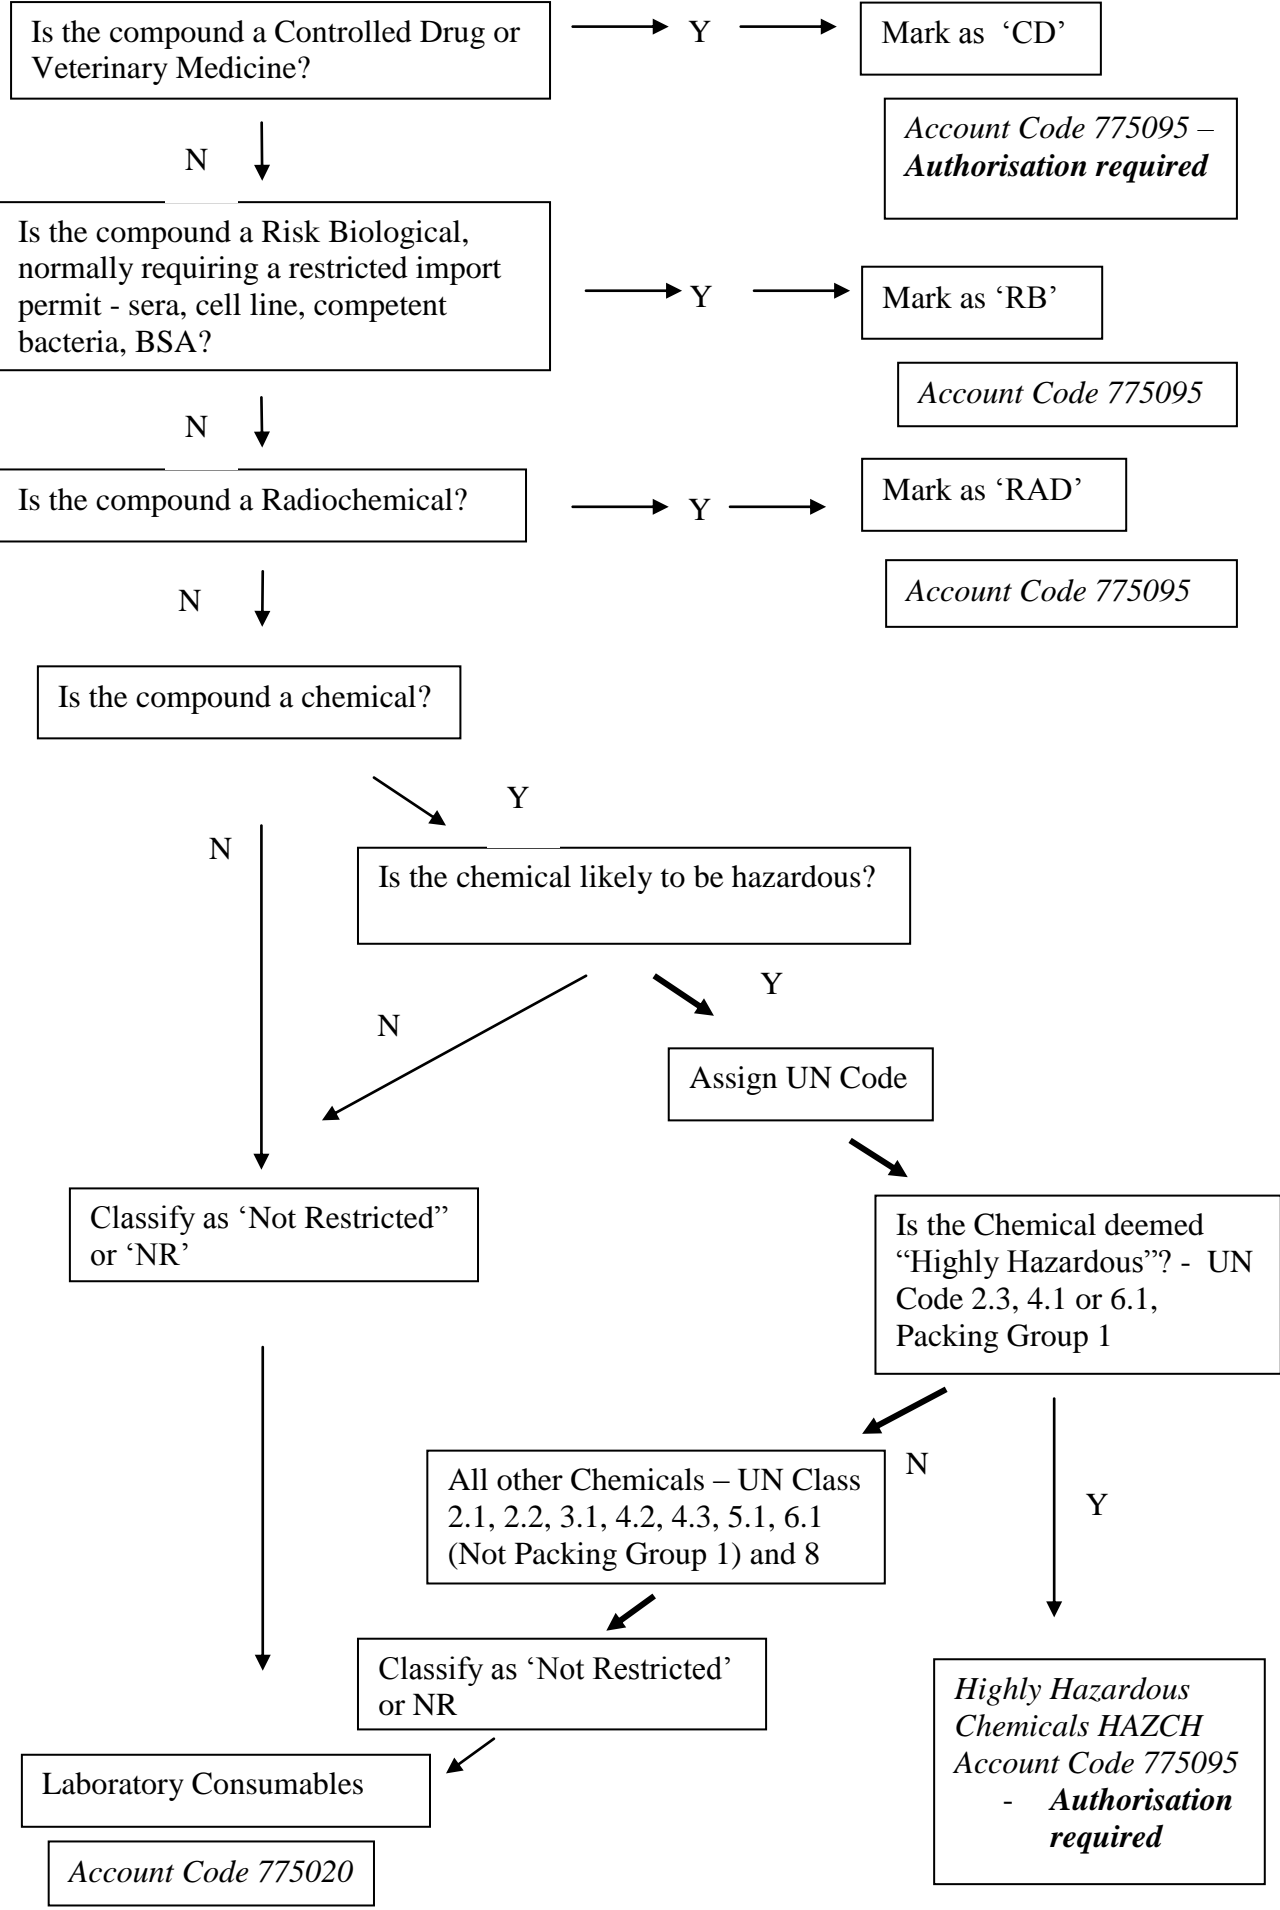 Is the compound a Controlled Drug or
Veterinary Medicine?
Y
Mark as ‘CD’
Account Code 775095 –
Authorisation required
N
Is the compound a Risk Biological,
normally requiring a restricted import
permit - sera, cell line, competent
bacteria, BSA?
Y
Mark as ‘RB’
Account Code 775095
N
Is the compound a Radiochemical?
Y
Mark as ‘RAD’
Account Code 775095
N
Is the compound a chemical?
Y
N
Is the chemical likely to be hazardous?
Y
N
Assign UN Code
Classify as ‘Not Restricted”
or ‘NR’
Is the Chemical deemed
“Highly Hazardous”? - UN
Code 2.3, 4.1 or 6.1,
Packing Group 1
N
Y
All other Chemicals – UN Class
2.1, 2.2, 3.1, 4.2, 4.3, 5.1, 6.1
(Not Packing Group 1) and 8
Classify as ‘Not Restricted’
or NR
Highly Hazardous
Chemicals HAZCH
Account Code 775095
- Authorisation
required
Laboratory Consumables
Account Code 775020